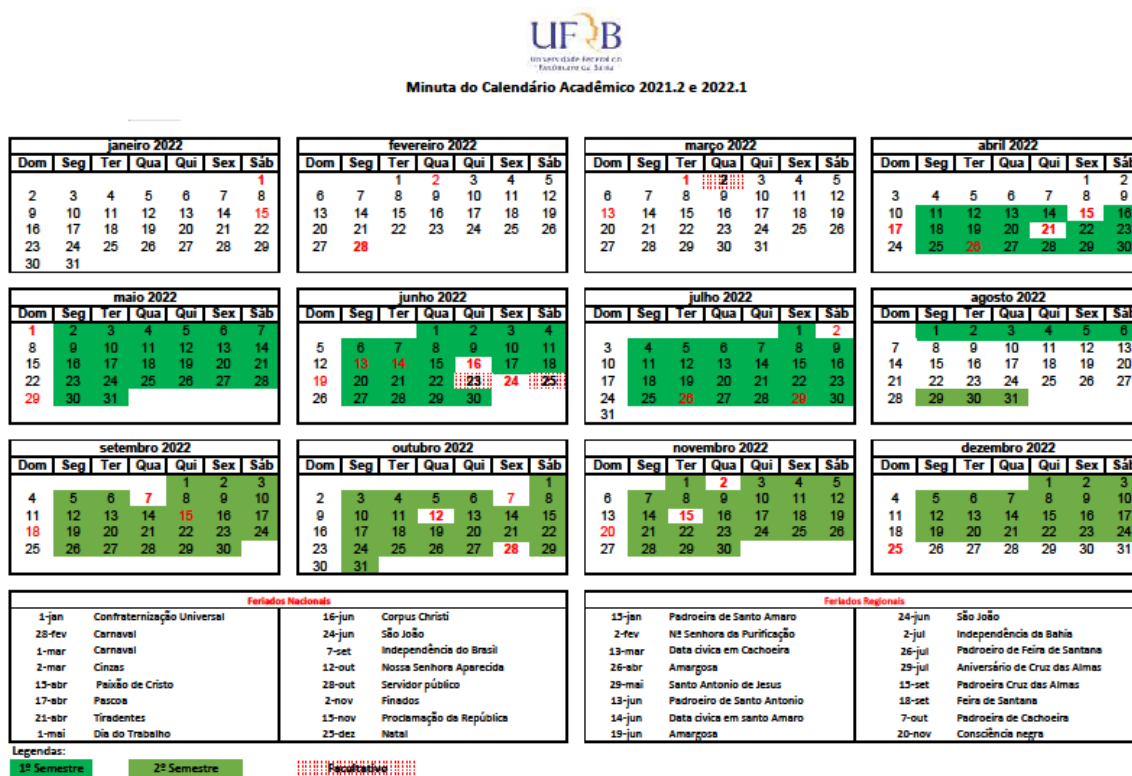 UFRB
Universidade Federal do
Recôncavo da Bahia
Minuta do Calendário Acadêmico 2021.2 e 2022.1
janeiro 2022
Dom Seg Ter Qua Qui Sex Sáb
1
2 3 4 5 6 7 8
9 10 11 12 13 14 15
16 17 18 19 20 21 22
23 24 25 26 27 28 29
30 31
fevereiro 2022
Dom Seg Ter Qua Qui Sex Sáb
1 2 3 4 5
6 7 8 9 10 11 12
13 14 15 16 17 18 19
20 21 22 23 24 25 26
27 28
março 2022
Dom Seg Ter Qua Qui Sex Sáb
1 2 3 4 5
6 7 8 9 10 11 12
13 14 15 16 17 18 19
20 21 22 23 24 25 26
27 28 29 30 31
abril 2022
Dom Seg Ter Qua Qui Sex Sáb
1 2
3 4 5 6 7 8 9
10 11 12 13 14 15 16
17 18 19 20 21 22 23
24 25 26 27 28 29 30
maio 2022
Dom Seg Ter Qua Qui Sex Sáb
1 2 3 4 5 6 7
8 9 10 11 12 13 14
15 16 17 18 19 20 21
22 23 24 25 26 27 28
29 30 31
junho 2022
Dom Seg Ter Qua Qui Sex Sáb
1 2 3 4
5 6 7 8 9 10 11
12 13 14 15 16 17 18
19 20 21 22 23 24 25
26 27 28 29 30
julho 2022
Dom Seg Ter Qua Qui Sex Sáb
1 2
3 4 5 6 7 8 9
10 11 12 13 14 15 16
17 18 19 20 21 22 23
24 25 26 27 28 29 30
31
agosto 2022
Dom Seg Ter Qua Qui Sex Sáb
1 2 3 4 5 6
7 8 9 10 11 12 13
14 15 16 17 18 19 20
21 22 23 24 25 26 27
28 29 30 31
setembro 2022
Dom Seg Ter Qua Qui Sex Sáb
1 2 3
4 5 6 7 8 9 10
11 12 13 14 15 16 17
18 19 20 21 22 23 24
25 26 27 28 29 30
outubro 2022
Dom Seg Ter Qua Qui Sex Sáb
1
2 3 4 5 6 7 8
9 10 11 12 13 14 15
16 17 18 19 20 21 22
23 24 25 26 27 28 29
30 31
novembro 2022
Dom Seg Ter Qua Qui Sex Sáb
1 2 3 4 5
6 7 8 9 10 11 12
13 14 15 16 17 18 19
20 21 22 23 24 25 26
27 28 29 30
dezembro 2022
Dom Seg Ter Qua Qui Sex Sáb
1 2 3
4 5 6 7 8 9 10
11 12 13 14 15 16 17
18 19 20 21 22 23 24
25 26 27 28 29 30 31
Feriados Nacionais
1-jan Confraternização Universal
28-fev Carnaval
1-mar Carnaval
2-mar Cinzas
15-abr Paixão de Cristo
17-abr Pascoa
21-abr Tiradentes
1-mai Dia do Trabalho
16-jun Corpus Christi
24-jun São João
7-set Independência do Brasil
12-out Nossa Senhora Aparecida
28-out Servidor público
2-nov Finados
15-nov Proclamação da República
25-dez Natal
Feriados Regionais
15-jan Padroeira de Santo Amaro
2-fev Nª Senhora da Purificação
13-mar Data cívica em Cachoeira
26-abr Amargosa
29-mai Santo Antonio de Jesus
13-jun Padroeiro de Santo Antonio
14-jun Data cívica em santo Amaro
19-jun Amargosa
24-jun São João
2-jul Independência da Bahia
26-jul Padroeiro de Feira de Santana
29-jul Aniversário de Cruz das Almas
15-set Padroeira Cruz das Almas
18-set Feira de Santana
7-out Padroeira de Cachoeira
20-nov Consciência negra
Legendas:
1º Semestre 2º Semestre Facultativo